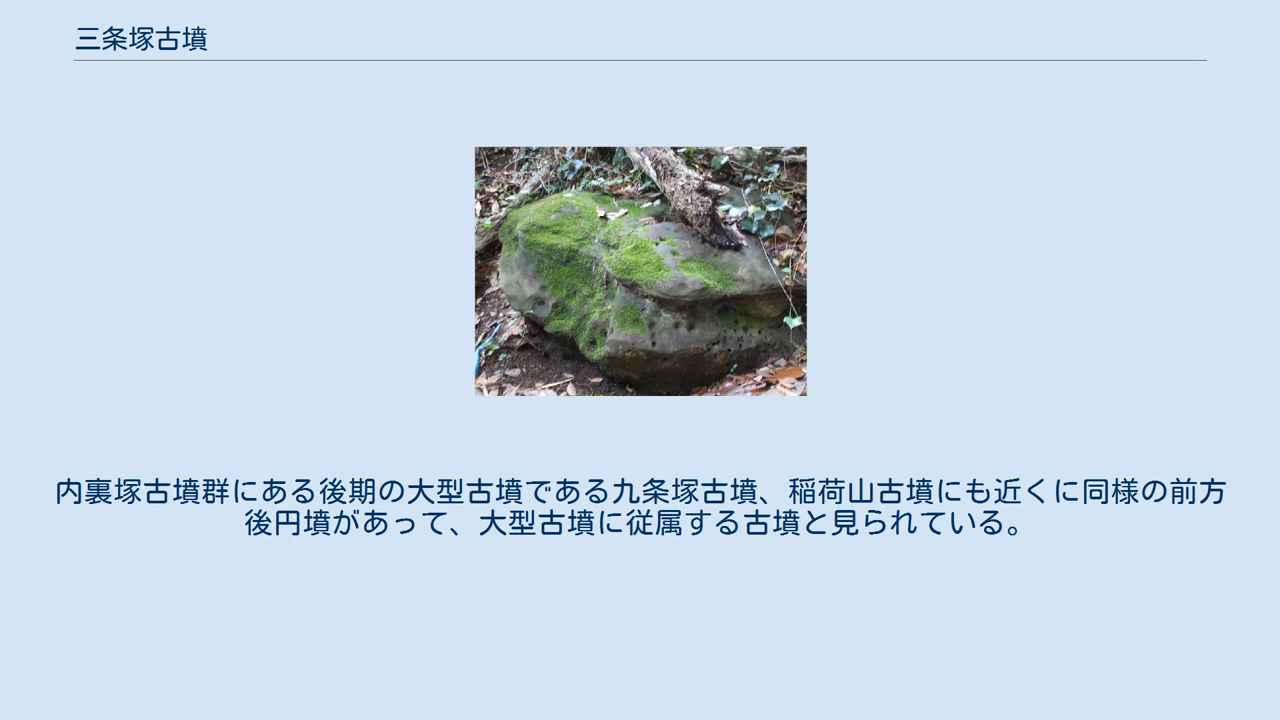 三条塚古墳
内裏塚古墳群にある後期の大型古墳である九条塚古墳、稲荷山古墳にも近くに同様の前方
後円墳があって、大型古墳に従属する古墳と見られている。